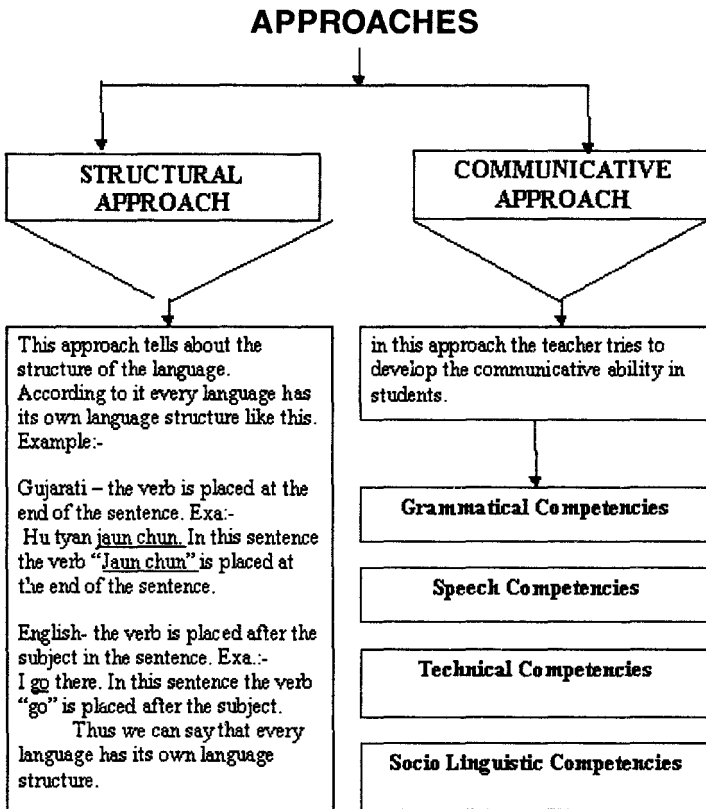 APPROACHES
STRUCTURAL
APPROACH
COMMUNICATIVE
APPROACH
This approach tells about the
structure of the language.
According to it every language has
its own language structure like this.
Example:-
Gujarati – the verb is placed at the
end of the sentence. Exa:-
Hu tyan jaun chun. In this sentence
the verb “Jaun chun” is placed at
the end of the sentence.
English- the verb is placed after the
subject in the sentence. Exa.:-
I go there. In this sentence the verb
“go” is placed after the subject.
Thus we can say that every
language has its own language
structure.
in this approach the teacher tries to
develop the communicative ability in
students.
Grammatical Competencies
Speech Competencies
Technical Competencies
Socio Linguistic Competencies